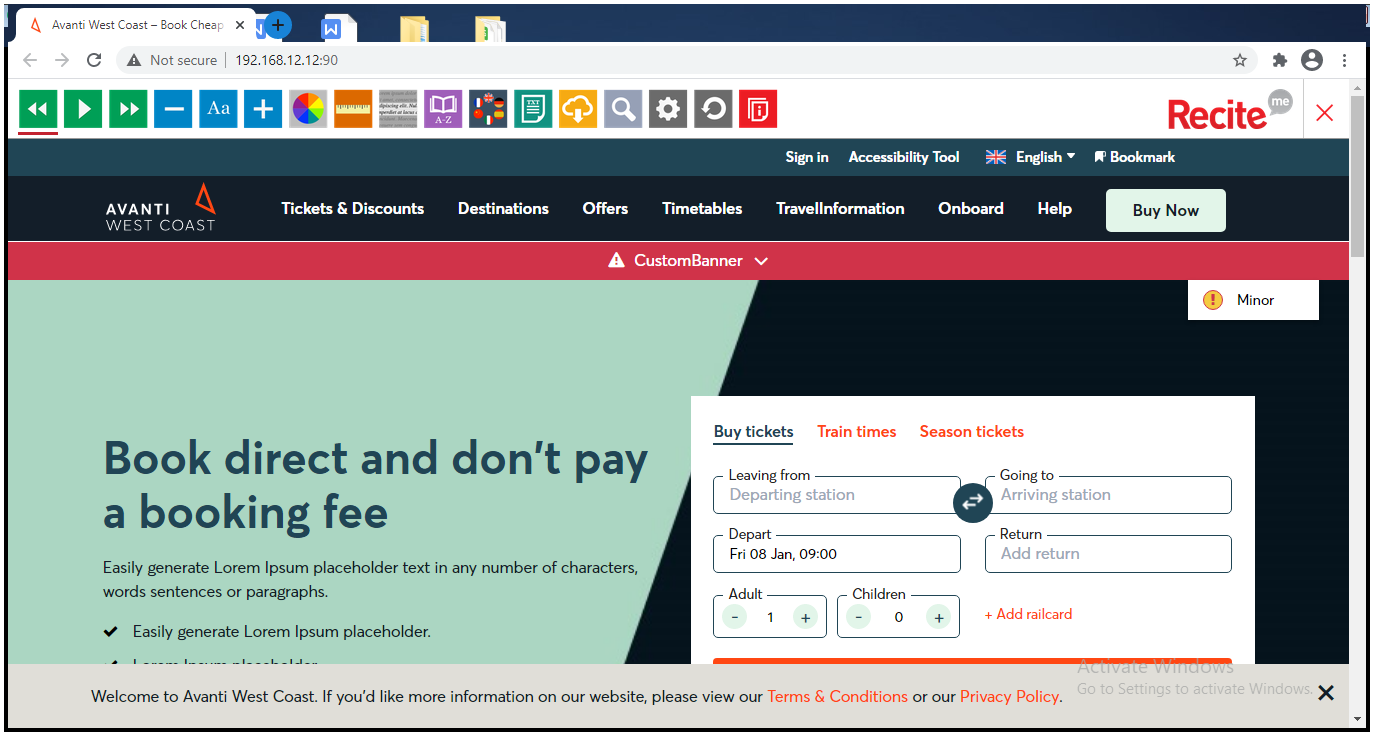 Avanti West Coast – Book Cheap
Not secure | 192.168.12.12:90
Aa
A-Z
TXT
Recite me
Sign in Accessibility Tool English Bookmark
AVANTI
WEST COAST
Tickets & Discounts Destinations Offers Timetables TravelInformation Onboard Help Buy Now
CustomBanner
Minor
Book direct and don't pay
a booking fee
Easily generate Lorem Ipsum placeholder text in any number of characters,
words sentences or paragraphs.
Easily generate Lorem Ipsum placeholder.
Lorem Ipsum placeholder
Buy tickets Train times Season tickets
Leaving from Going to
Departing station Arriving station
Depart Return
Fri 08 Jan, 09:00 Add return
Adult Children
- 1 + - 0 + + Add railcard
Activate Windows
Go to Settings to activate Windows.
Welcome to Avanti West Coast. If you'd like more information on our website, please view our Terms & Conditions or our Privacy Policy.